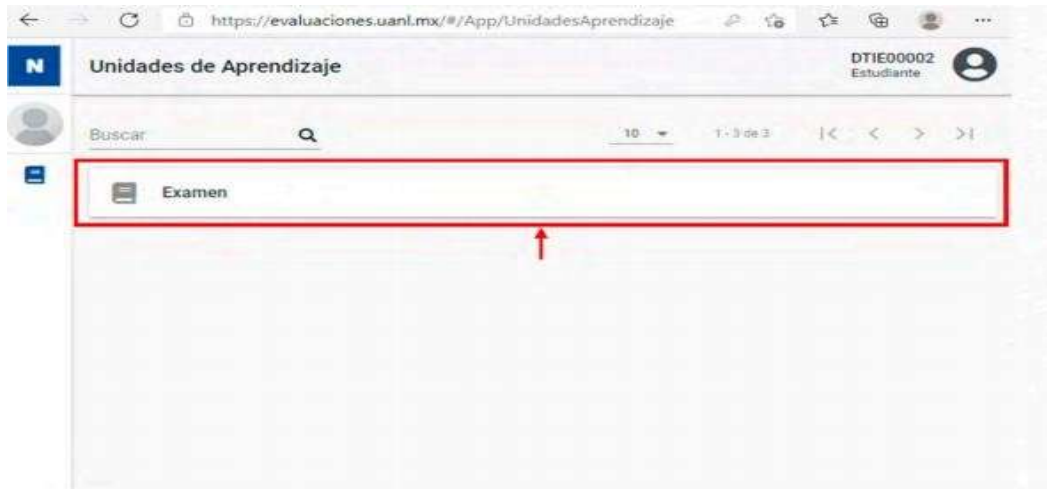 https://evaluaciones.uanl.mx/#/App/UnidadesAprendizaje
N
Unidades de Aprendizaje
DTIE00002
Estudiante
Buscar
10
1 - 3 de 3
Examen